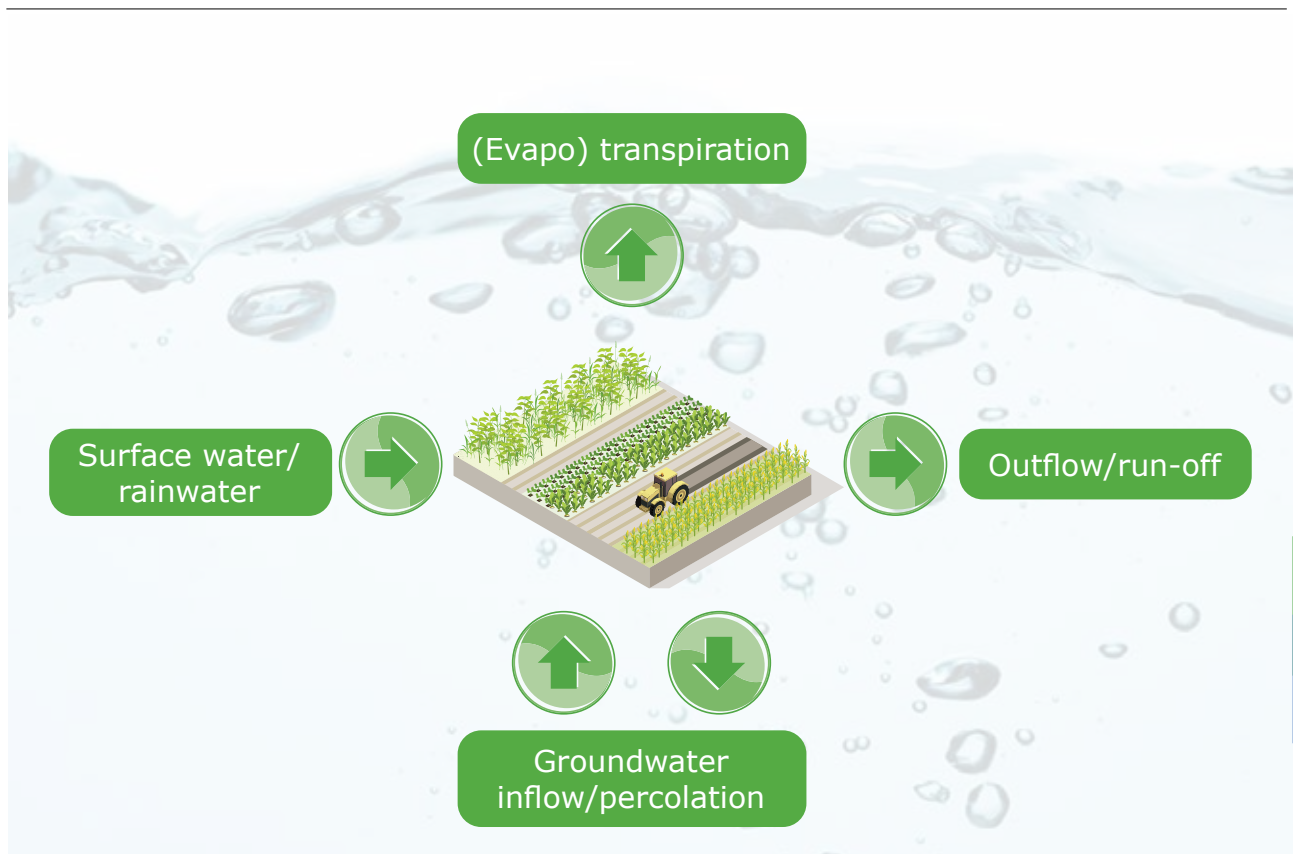 (Evapo) transpiration
Surface water/
rainwater
Outflow/run-off
Groundwater
inflow/percolation